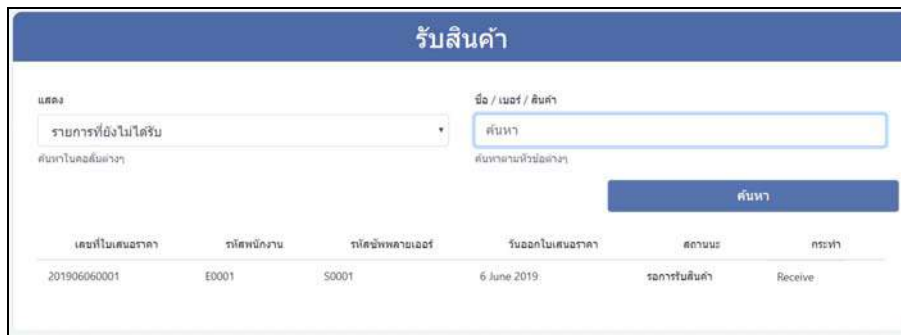 รับสินค้า
แสดง
ชื่อ / เบอร์ / สินค้า
รายการที่ยังไม่ได้รับ
ค้นหา
ค้นหาในคอลัมต่างๆ
ค้นหาตามหัวข้อต่างๆ
ค้นหา
เลขที่ใบเสนอราคา รหัสพนักงาน รหัสซัพพลายเออร์ วันออกใบเสนอราคา สถานนะ กระทำ
201906060001 E0001 S0001 6 June 2019 รอการรับสินค้า Receive